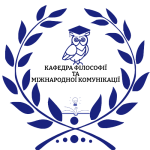 КАФЕДРА ФІЛОСОФІЇ
ТА
МІЖНАРОДНОЇ КОМУНІКАЦІЇ